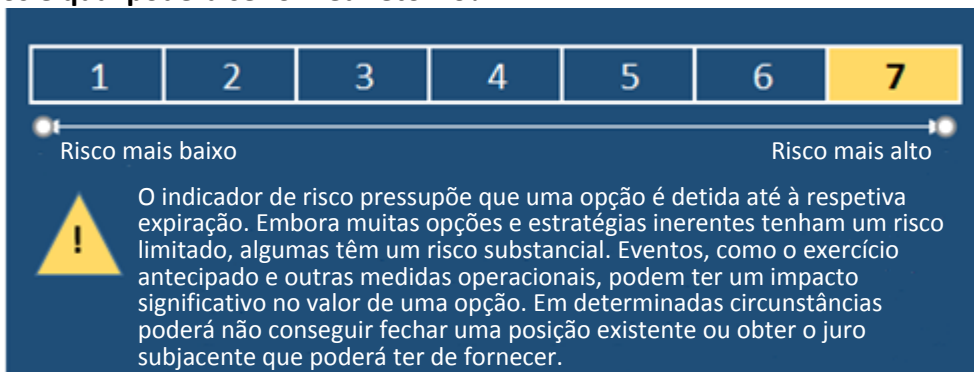 1 2 3 4 5 6 7
Risco mais baixo Risco mais alto
O indicador de risco pressupõe que uma opção é detida até à respetiva
expiração. Embora muitas opções e estratégias inerentes tenham um risco
limitado, algumas têm um risco substancial. Eventos, como o exercício
! antecipado e outras medidas operacionais, podem ter um impacto
significativo no valor de uma opção. Em determinadas circunstâncias
poderá não conseguir fechar uma posição existente ou obter o juro
subjacente que poderá ter de fornecer.